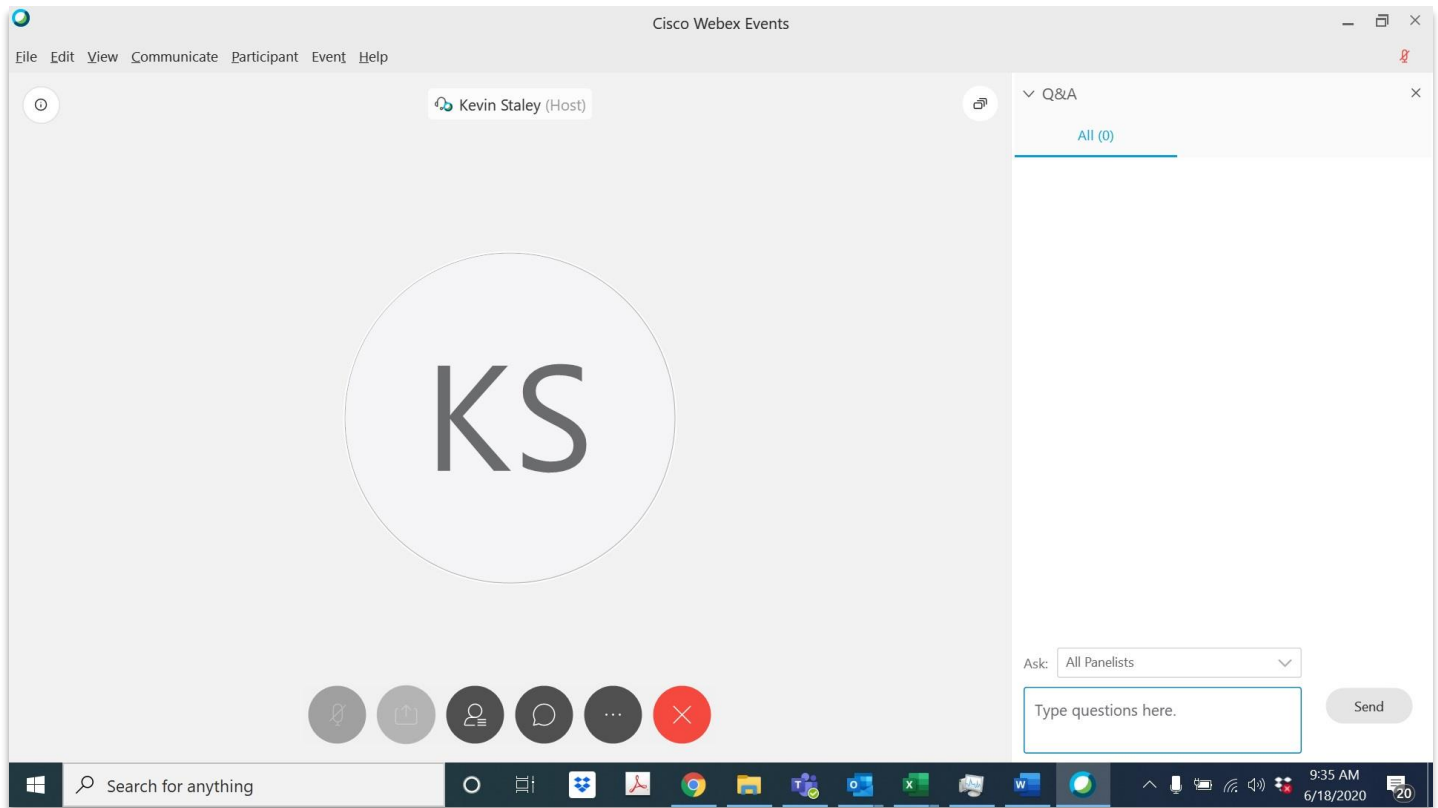 Cisco Webex Events
File Edit View Communicate Participant Event Help
Kevin Staley (Host)
Q&A
All (0)
KS
Ask: All Panelists
Type questions here.
Send
Search for anything
9:35 AM
6/18/2020
20